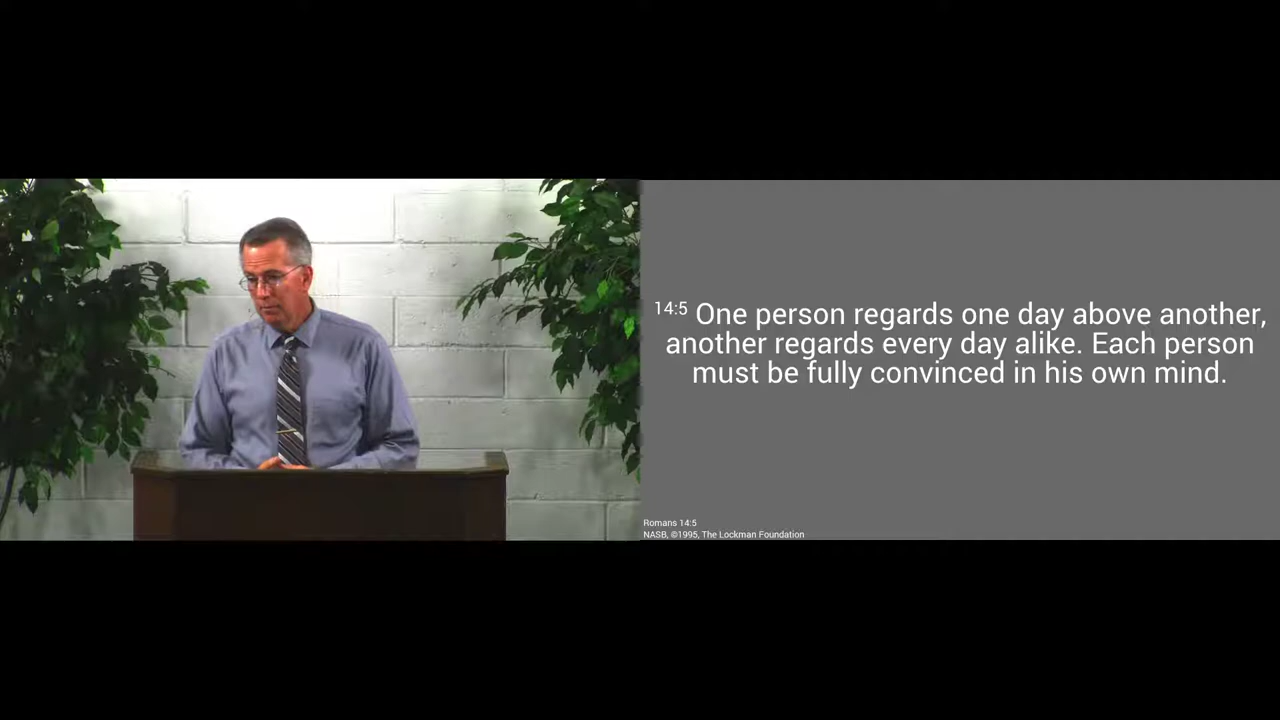 14:5 One person regards one day above another,
another regards every day alike. Each person
must be fully convinced in his own mind.
Romans 14:5
NASB, ©1995, The Lockman Foundation